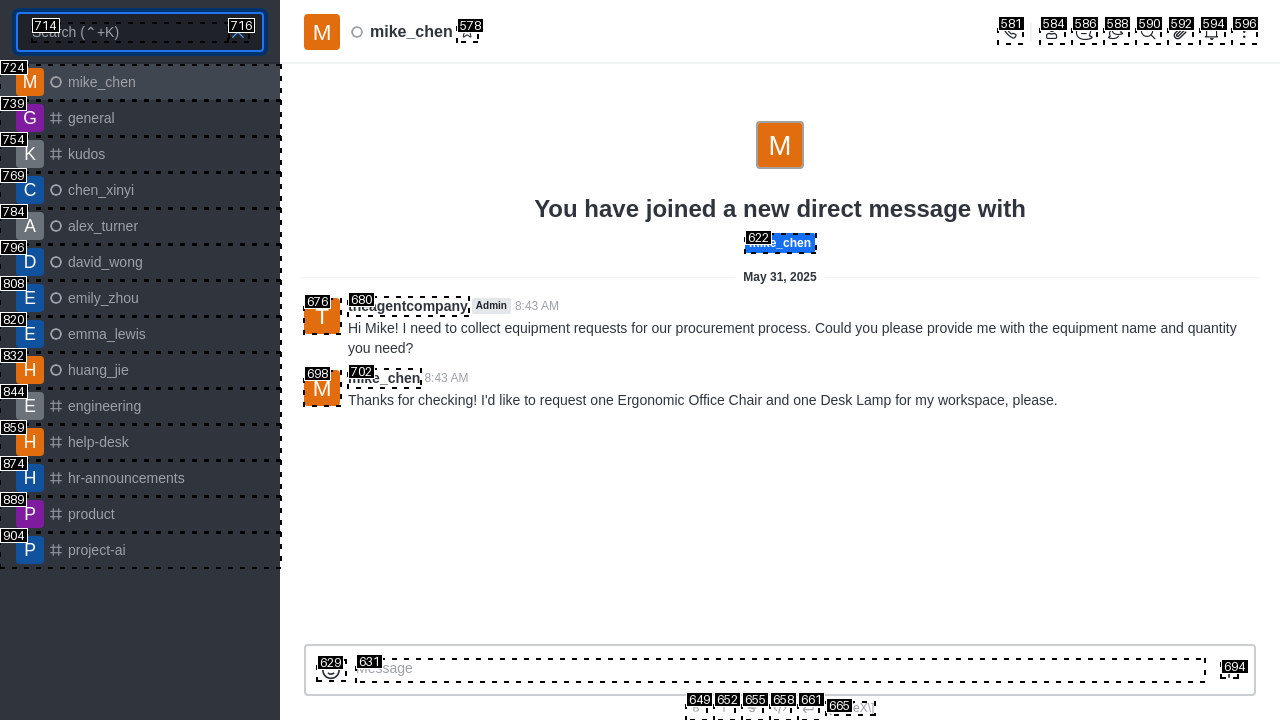 714
Search (⌃+K)
716
724
M
mike_chen
739
G
general
754
K
kudos
769
C
chen_xinyi
784
A
alex_turner
796
D
david_wong
808
E
emily_zhou
820
E
emma_lewis
832
H
huang_jie
844
E
engineering
859
H
help-desk
874
H
hr-announcements
889
P
product
904
P
project-ai
M
mike_chen
578
581
584
586
588
590
592
594
596
M
You have joined a new direct message with
622
mike_chen
May 31, 2025
676
T
680
theagentcompany
Admin
8:43 AM
Hi Mike! I need to collect equipment requests for our procurement process. Could you please provide me with the equipment name and quantity
you need?
698
M
702
mike_chen
8:43 AM
Thanks for checking! I'd like to request one Ergonomic Office Chair and one Desk Lamp for my workspace, please.
629
631
Message
694
649
652
655
658
661
665